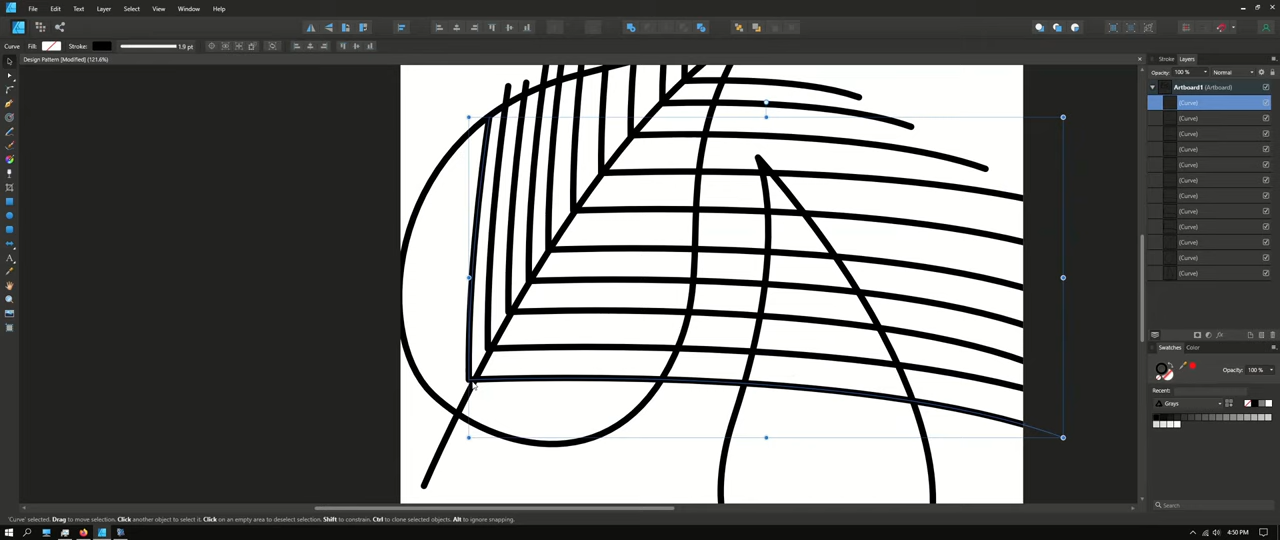 File Edit Text Layer Select View Window Help
Curve Fill: Stroke: 1.9 pt
Design Pattern [Modified] (121.6%)
Stroke Layers
Opacity: 100 % Normal
Artboard1 (Artboard)
(Curve)
(Curve)
(Curve)
(Curve)
(Curve)
(Curve)
(Curve)
(Curve)
(Curve)
(Curve)
(Curve)
(Curve)
Swatches Color
Opacity: 100 %
Recent:
Grays
Search
'Curve' selected. Drag to move selection. Click another object to select it. Click on an empty area to deselect selection. Shift to constrain. Ctrl to clone selected objects. Alt to ignore snapping.
4:50 PM